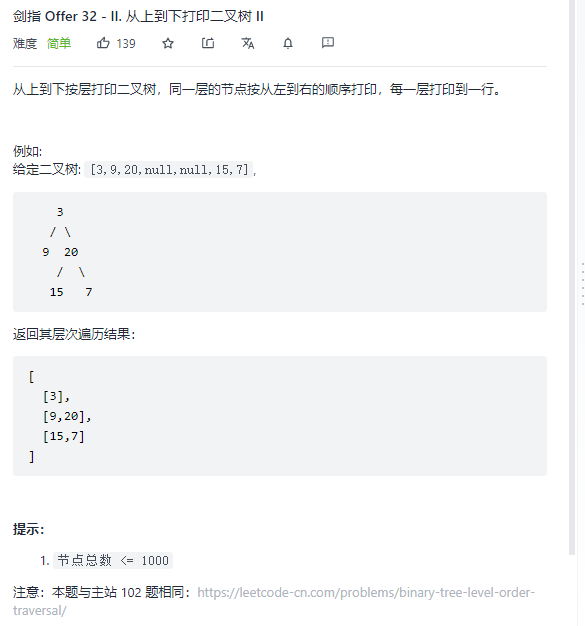 剑指 Offer 32 - II. 从上到下打印二叉树 II
难度 简单 139
从上到下按层打印二叉树，同一层的节点按从左到右的顺序打印，每一层打印到一行。
例如:
给定二叉树: [3,9,20,null,null,15,7],
3
/ \
9 20
/ \
15 7
返回其层次遍历结果：
[
[3],
[9,20],
[15,7]
]
提示：
1. 节点总数 <= 1000
注意：本题与主站 102 题相同：https://leetcode-cn.com/problems/binary-tree-level-order-
traversal/